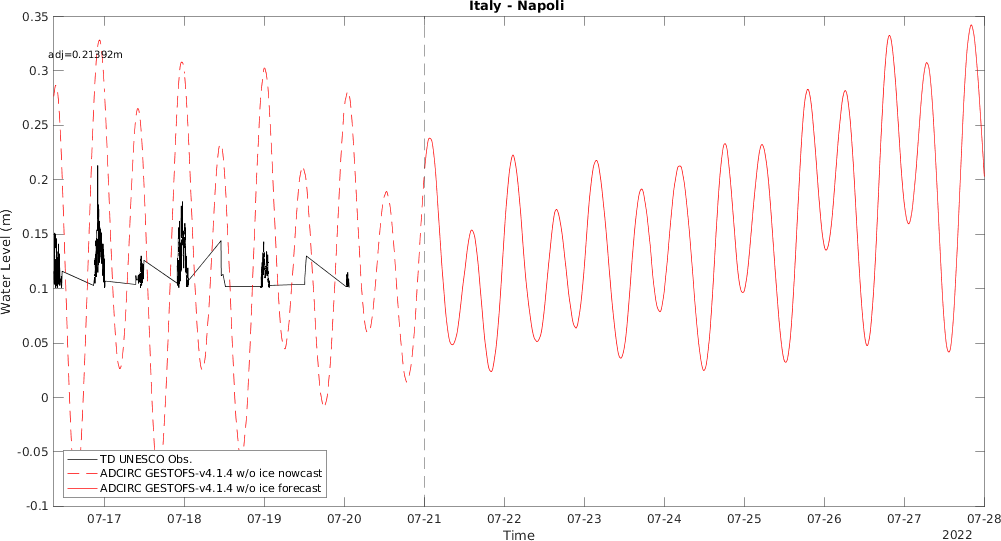 Italy - Napoli
adj=0.21392m
0.35
0.3
0.25
0.2
0.15
0.1
0.05
0
-0.05
-0.1
Water Level (m)
TD UNESCO Obs.
ADCIRC GESTOFS-v4.1.4 w/o ice nowcast
ADCIRC GESTOFS-v4.1.4 w/o ice forecast
07-17 07-18 07-19 07-20 07-21 07-22 07-23 07-24 07-25 07-26 07-27 07-28
Time
2022